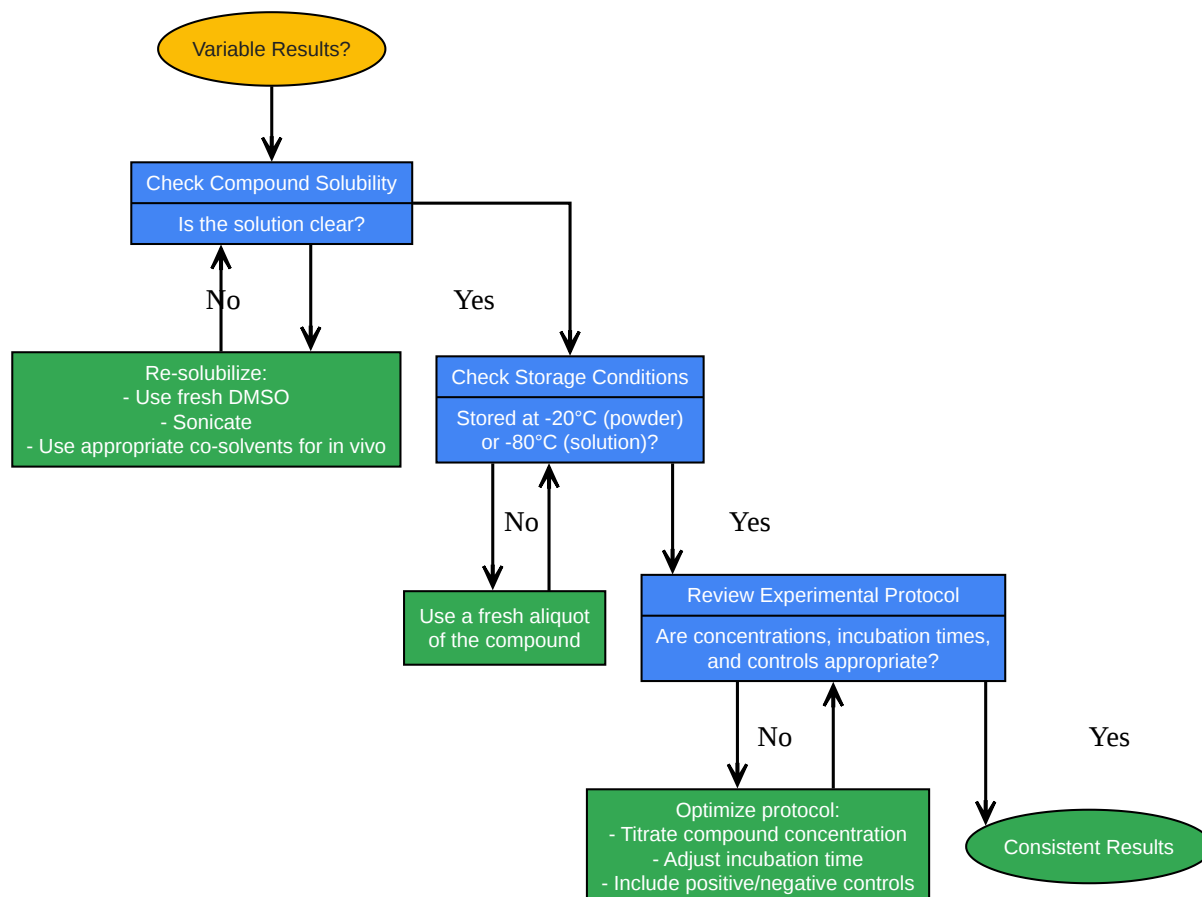 Variable Results?
Check Compound Solubility
Is the solution clear?
No
Yes
Re-solubilize:
- Use fresh DMSO
- Sonicate
- Use appropriate co-solvents for in vivo
Check Storage Conditions
Stored at -20°C (powder)
or -80°C (solution)?
No
Yes
Use a fresh aliquot
of the compound
Review Experimental Protocol
Are concentrations, incubation times,
and controls appropriate?
No
Yes
Optimize protocol:
- Titrate compound concentration
- Adjust incubation time
- Include positive/negative controls
Consistent Results